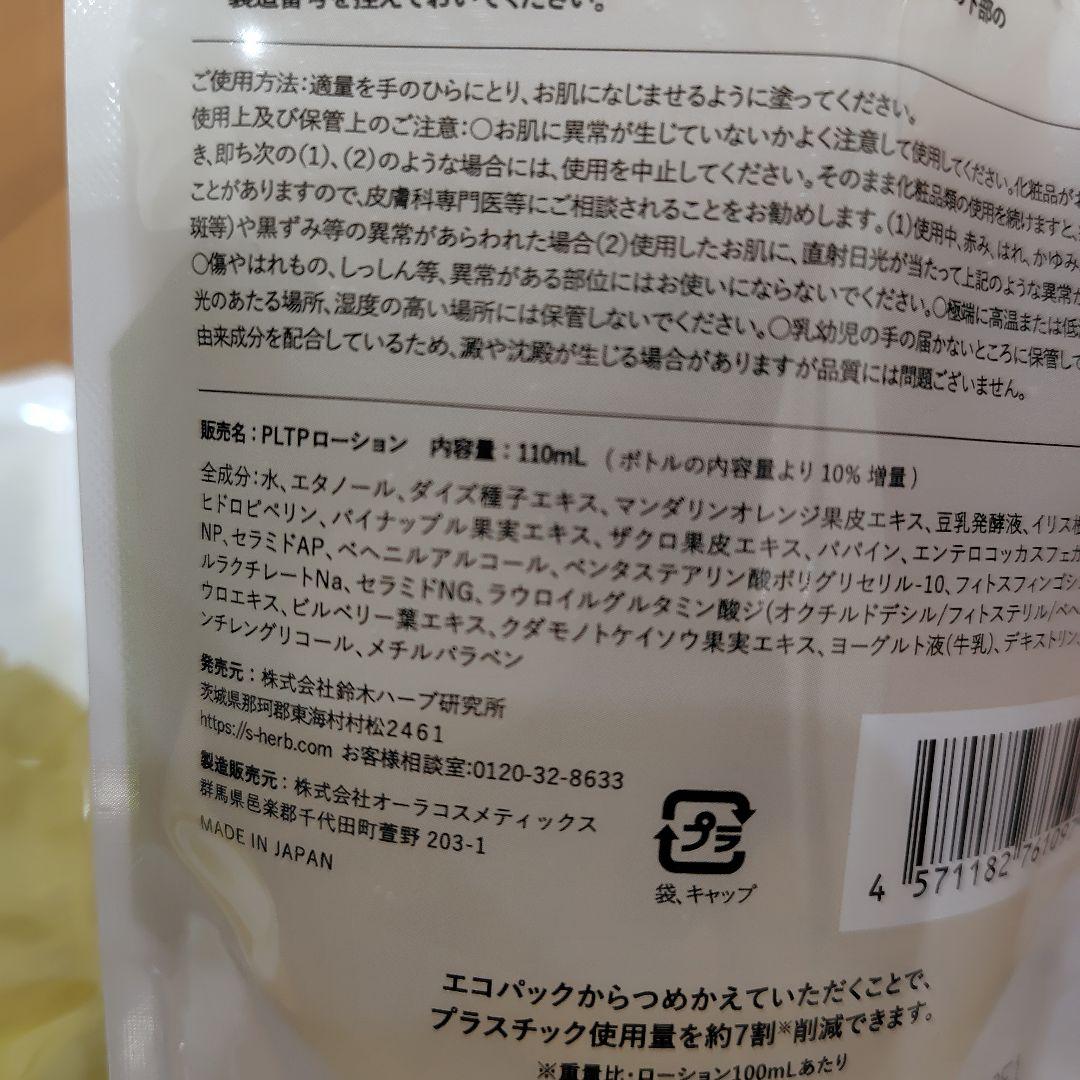 製造番号を控えておいてください。
ご使用方法：適量を手のひらにとり、お肌になじませるように塗ってください。
使用上及び保管上のご注意：○お肌に異常が生じていないかよく注意して使用してください。化粧品がお
き、即ち次の(1)、(2)のような場合には、使用を中止してください。そのまま化粧品類の使用を続けますと、
ことがありますので、皮膚科専門医等にご相談されることをお勧めします。(1)使用中、赤み、はれ、かゆみ
斑等)や黒ずみ等の異常があらわれた場合(2)使用したお肌に、直射日光が当たって上記のような異常が
○傷やはれもの、しっしん等、異常がある部位にはお使いにならないでください。○極端に高温または低
光のあたる場所、湿度の高い場所には保管しないでください。○乳幼児の手の届かないところに保管して
由来成分を配合しているため、澱や沈殿が生じる場合がありますが品質には問題ございません。
販売名：PLTPローション 内容量：110mL (ボトルの内容量より10%増量)
全成分：水、エタノール、ダイズ種子エキス、マンダリンオレンジ果皮エキス、豆乳発酵液、イリス根
ヒドロピペリン、パイナップル果実エキス、ザクロ果皮エキス、パパイン、エンテロコッカスフェカ
NP、セラミドAP、ベヘニルアルコール、ペンタステアリン酸ポリグリセリル-10、フィトスフィンゴシ
ルラクチレートNa、セラミドNG、ラウロイルグルタミン酸ジ(オクチルドデシル/フィトステリル/ベヘ
ウロエキス、ビルベリー葉エキス、クダモノトケイソウ果実エキス、ヨーグルト液(牛乳)、デキストリン、
ンチレングリコール、メチルパラベン
発売元：株式会社鈴木ハーブ研究所
茨城県那珂郡東海村村松2461
https://s-herb.com お客様相談室:0120-32-8633
製造販売元：株式会社オーラコスメティックス
群馬県邑楽郡千代田町萱野 203-1
MADE IN JAPAN
プラ
袋、キャップ
4 571182 76109
エコパックからつめかえていただくことで、
プラスチック使用量を約7割※削減できます。
※重量比・ローション100mLあたり